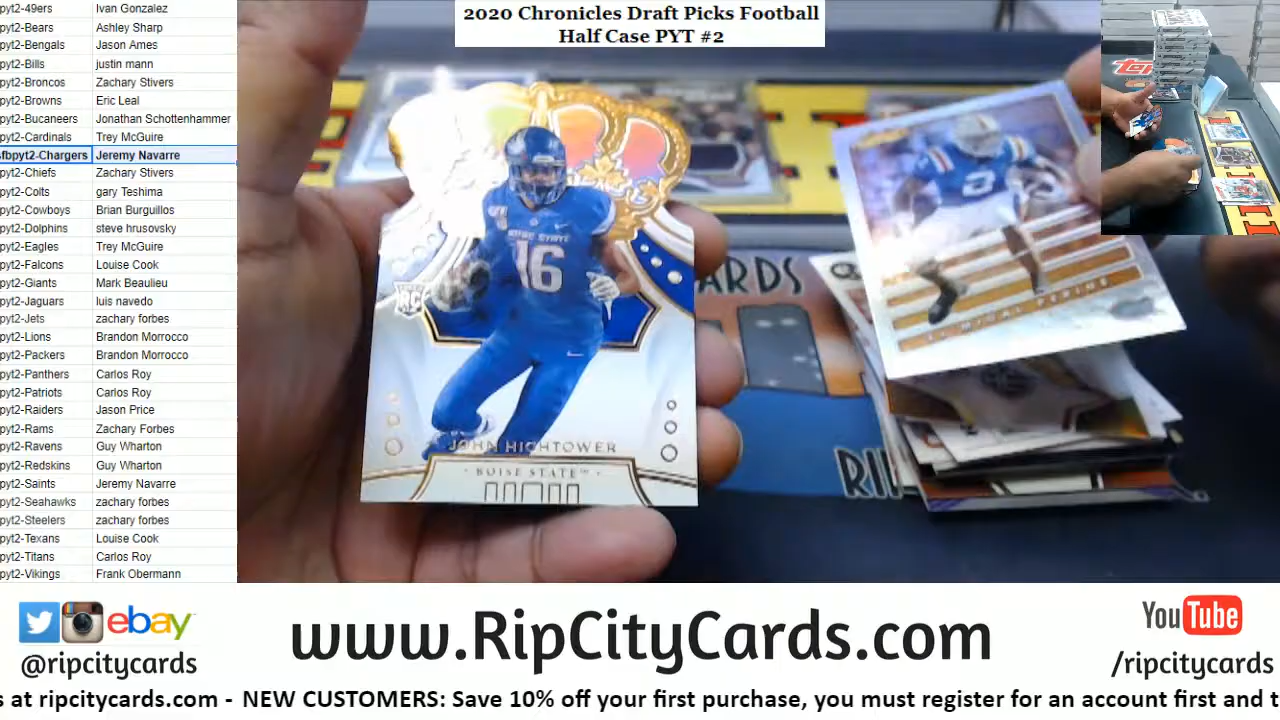 2020 Chronicles Draft Picks Football
Half Case PYT #2
pyt2-49ers Ivan Gonzalez
pyt2-Bears Ashley Sharp
pyt2-Bengals Jason Ames
pyt2-Bills justin mann
pyt2-Broncos Zachary Stivers
pyt2-Browns Eric Leal
pyt2-Bucaneers Jonathan Schottenhammer
pyt2-Cardinals Trey McGuire
sfbpyt2-Chargers Jeremy Navarre
pyt2-Chiefs Zachary Stivers
pyt2-Colts gary Teshima
pyt2-Cowboys Brian Burguillos
pyt2-Dolphins steve hrusovsky
pyt2-Eagles Trey McGuire
pyt2-Falcons Louise Cook
pyt2-Giants Mark Beaulieu
pyt2-Jaguars luis navedo
pyt2-Jets zachary forbes
pyt2-Lions Brandon Morrocco
pyt2-Packers Brandon Morrocco
pyt2-Panthers Carlos Roy
pyt2-Patriots Carlos Roy
pyt2-Raiders Jason Price
pyt2-Rams Zachary Forbes
pyt2-Ravens Guy Wharton
pyt2-Redskins Guy Wharton
pyt2-Saints Jeremy Navarre
pyt2-Seahawks zachary forbes
pyt2-Steelers zachary forbes
pyt2-Texans Louise Cook
pyt2-Titans Carlos Roy
pyt2-Vikings Frank Obermann
BOISE STATE
16
RC
JOHN HIGHTOWER
BOISE STATE™
2
PERINE
CARDS
RIP
ebay
@ripcitycards
www.RipCityCards.com
YouTube
/ripcitycards
s at ripcitycards.com - NEW CUSTOMERS: Save 10% off your first purchase, you must register for an account first and t